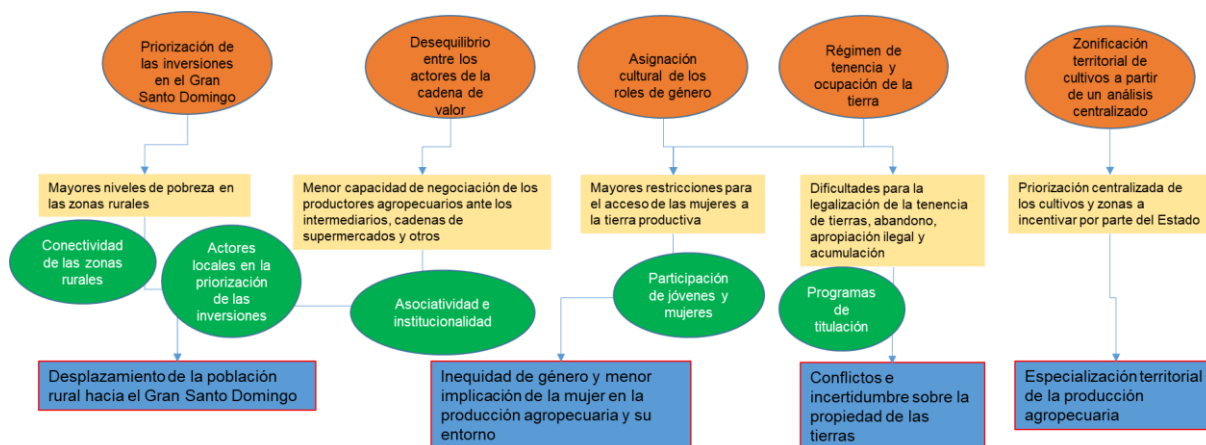 Priorización de
las inversiones
en el Gran
Santo Domingo
Desequilibrio
entre los
actores de la
cadena de
valor
Asignación
cultural de los
roles de género
Régimen de
tenencia y
ocupación de la
tierra
Zonificación
territorial de
cultivos a partir
de un análisis
centralizado
Mayores niveles de pobreza en
las zonas rurales
Menor capacidad de negociación de los
productores agropecuarios ante los
intermediarios, cadenas de
supermercados y otros
Mayores restricciones para
el acceso de las mujeres a
la tierra productiva
Dificultades para la
legalización de la tenencia
de tierras, abandono,
apropiación ilegal y
acumulación
Priorización centralizada de
los cultivos y zonas a
incentivar por parte del Estado
Conectividad
de las zonas
rurales
Actores
locales en la
priorización
de las
inversiones
Asociatividad e
institucionalidad
Participación
de jóvenes y
mujeres
Programas
de
titulación
Desplazamiento de la población
rural hacia el Gran Santo Domingo
Inequidad de género y menor
implicación de la mujer en la
producción agropecuaria y su
entorno
Conflictos e
incertidumbre sobre la
propiedad de las
tierras
Especialización territorial
de la producción
agropecuaria